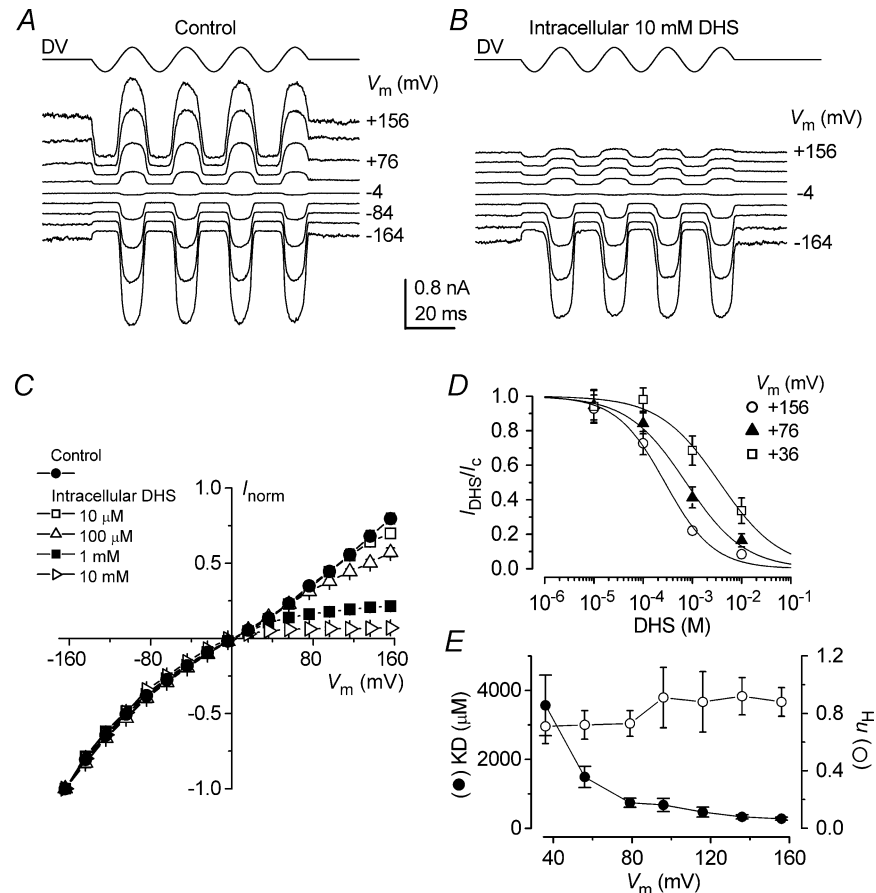 A
Control
DV
Vm (mV)
+156
+76
-4
-84
-164
0.8 nA
20 ms
B
Intracellular 10 mM DHS
DV
Vm (mV)
+156
-4
-164
C
Control
Intracellular DHS
10 μM
100 μM
1 mM
10 mM
Inorm
1.0
0.5
-0.5
-1.0
-160
-80
80
160
Vm (mV)
D
Vm (mV)
+156
+76
+36
IDHS/Ic
1.0
0.8
0.6
0.4
0.2
0.0
10-6
10-5
10-4
10-3
10-2
10-1
DHS (M)
E
(●) KD (μM)
4000
2000
0
1.2
0.8
0.4
0.0
(○) nH
40
80
120
160
Vm (mV)